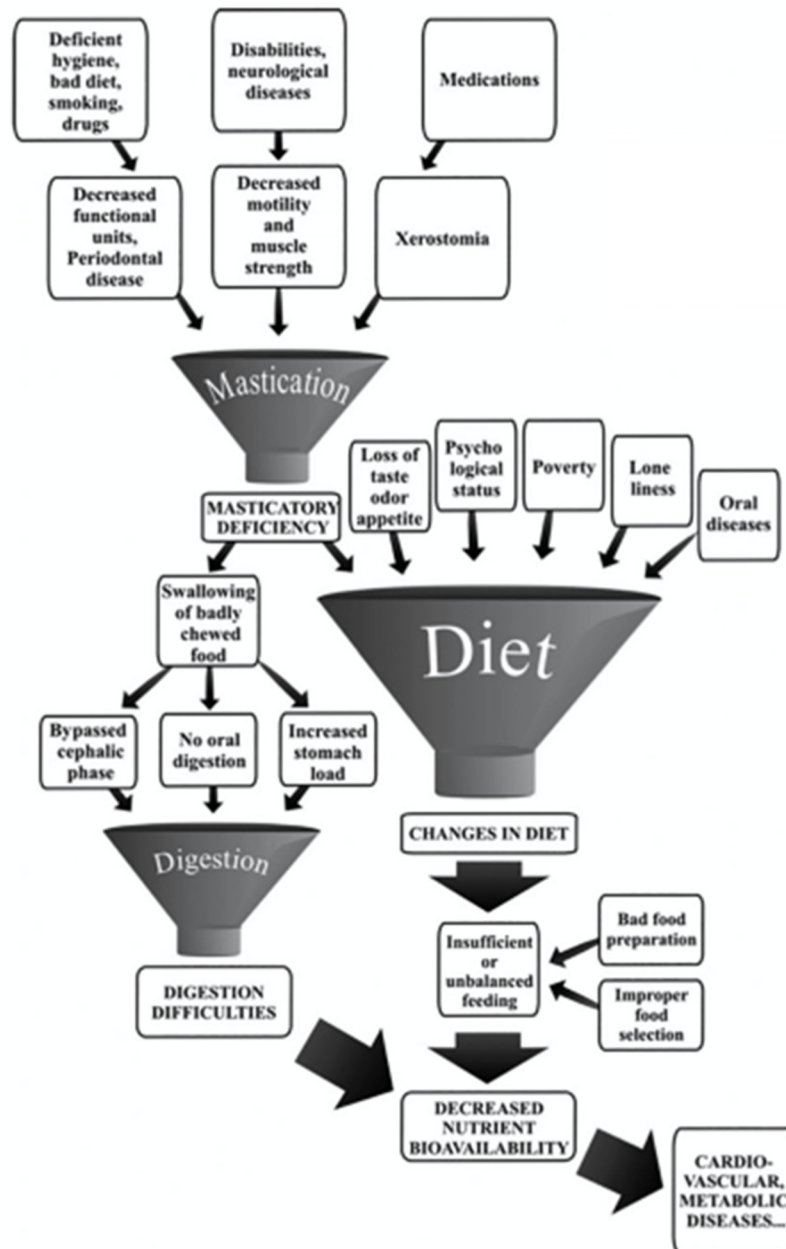 Deficient
hygiene,
bad diet,
smoking,
drugs
Disabilities,
neurological
diseases
Medications
Decreased
functional
units,
Periodontal
disease
Decreased
motility
and
muscle
strength
Xerostomia
Mastication
MASTICATORY
DEFICIENCY
Loss of
taste
odor
appetite
Psycho
logical
status
Poverty
Lone
liness
Oral
diseases
Swallowing
of badly
chewed
food
Diet
Bypassed
cephalic
phase
No oral
digestion
Increased
stomach
load
Digestion
CHANGES IN DIET
DIGESTION
DIFFICULTIES
Insufficient
or
unbalanced
feeding
Bad food
preparation
Improper
food
selection
DECREASED
NUTRIENT
BIOAVAILABILITY
CARDIO-
VASCULAR,
METABOLIC
DISEASES...